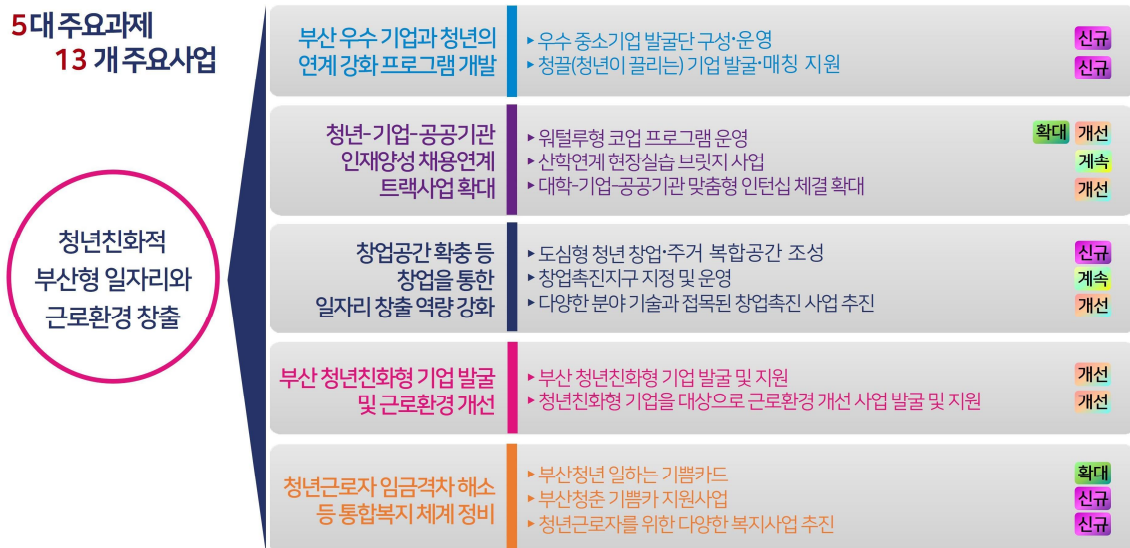 5대 주요과제
13 개 주요사업
청년친화적
부산형 일자리와
근로환경 창출
부산 우수 기업과 청년의
연계 강화 프로그램 개발
▸우수 중소기업 발굴단 구성·운영 신규
▸청끌(청년이 끌리는) 기업 발굴·매칭 지원 신규
청년-기업-공공기관
인재양성 채용연계
트랙사업 확대
▸워털루형 코업 프로그램 운영 확대 개선
▸산학연계 현장실습 브릿지 사업 계속
▸대학-기업-공공기관 맞춤형 인턴십 체결 확대 개선
창업공간 확충 등
창업을 통한
일자리 창출 역량 강화
▸도심형 청년 창업·주거 복합공간 조성 신규
▸창업촉진지구 지정 및 운영 계속
▸다양한 분야 기술과 접목된 창업촉진 사업 추진 개선
부산 청년친화형 기업 발굴
및 근로환경 개선
▸부산 청년친화형 기업 발굴 및 지원 개선
▸청년친화형 기업을 대상으로 근로환경 개선 사업 발굴 및 지원 개선
청년근로자 임금격차 해소
등 통합복지 체계 정비
▸부산청년 일하는 기쁨카드 확대
▸부산청춘 기쁨카 지원사업 신규
▸청년근로자를 위한 다양한 복지사업 추진 신규